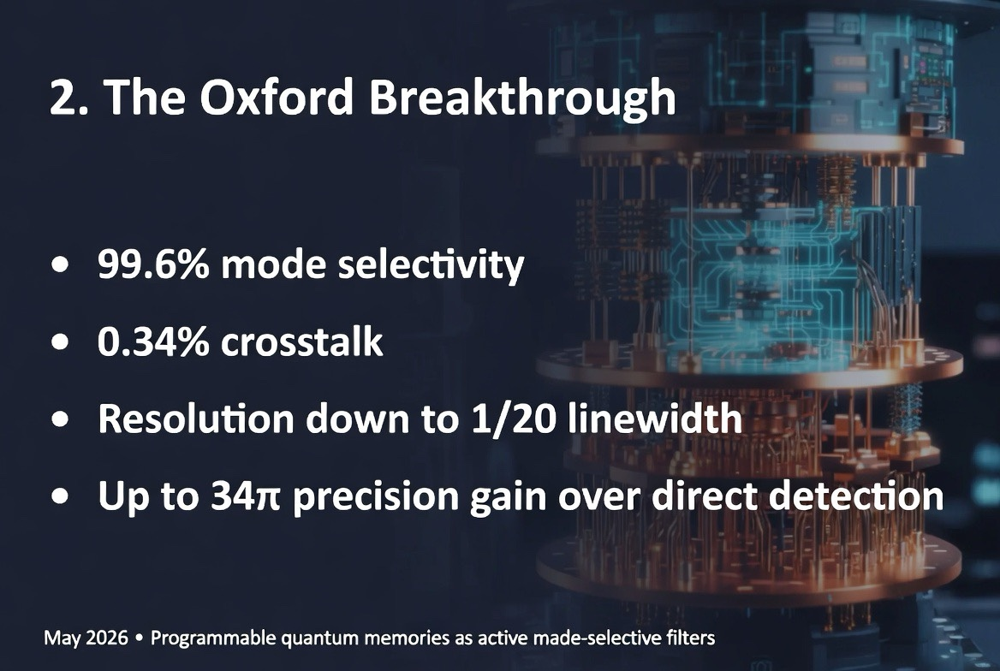 2. The Oxford Breakthrough
• 99.6% mode selectivity
• 0.34% crosstalk
• Resolution down to 1/20 linewidth
• Up to 34π precision gain over direct detection
May 2026 • Programmable quantum memories as active made-selective filters